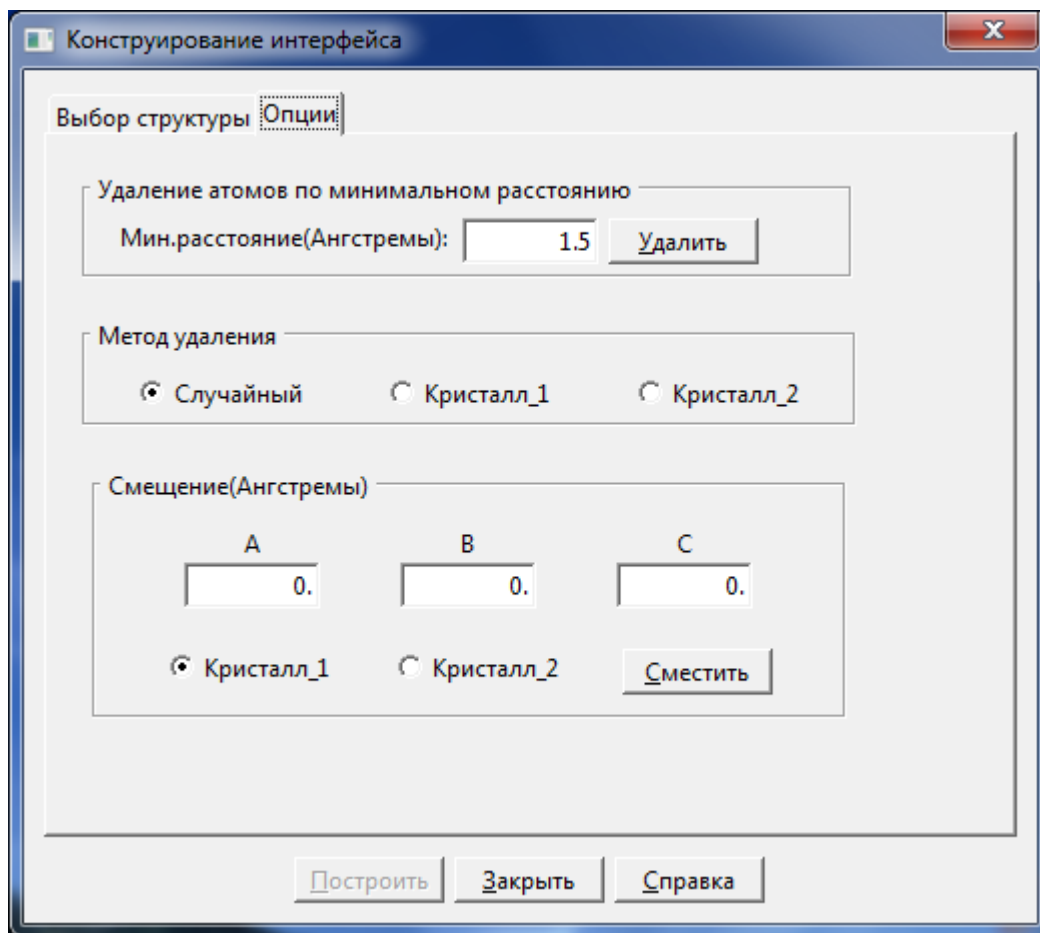 Конструирование интерфейса
Выбор структуры Опции
Удаление атомов по минимальном расстоянию
Мин.расстояние(Ангстремы): 1.5 Удалить
Метод удаления
Случайный Кристалл_1 Кристалл_2
Смещение(Ангстремы)
A B C
0. 0. 0.
Кристалл_1 Кристалл_2 Сместить
Построить Закрыть Справка